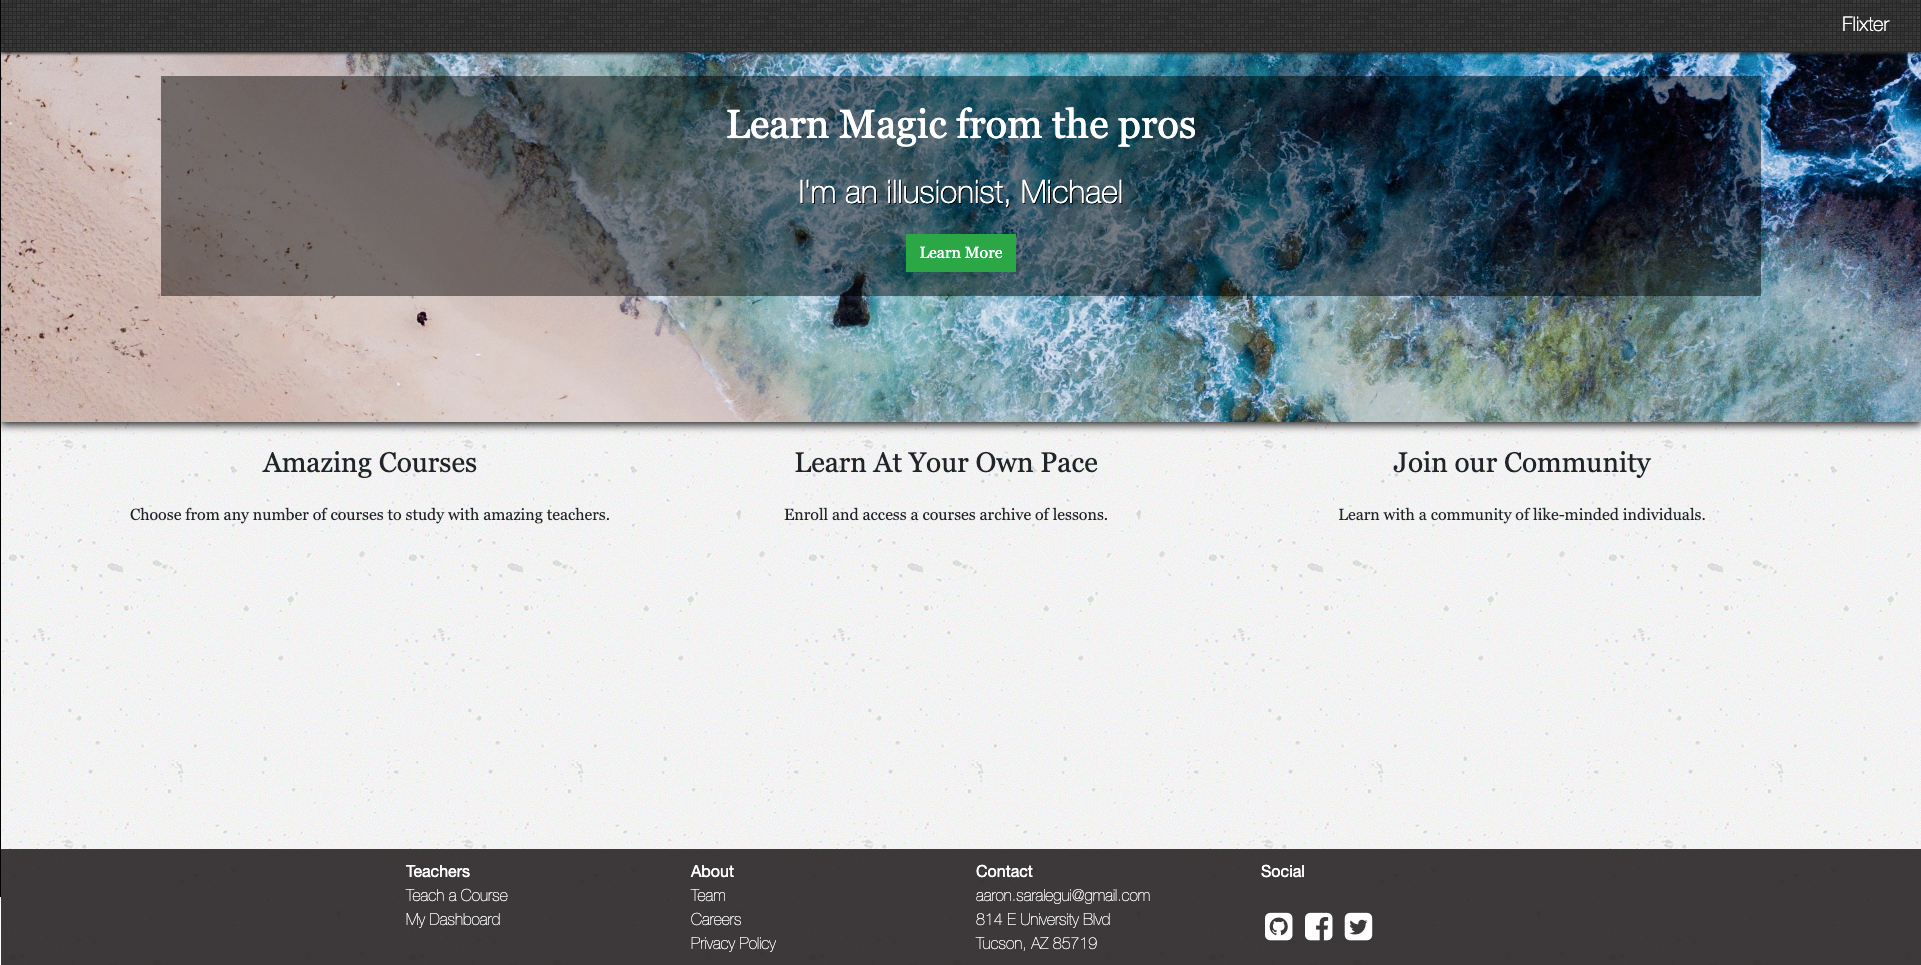 Flixter
Learn Magic from the pros
I'm an illusionist, Michael
Learn More
Amazing Courses
Choose from any number of courses to study with amazing teachers.
Learn At Your Own Pace
Enroll and access a courses archive of lessons.
Join our Community
Learn with a community of like-minded individuals.
Teachers
Teach a Course
My Dashboard
About
Team
Careers
Privacy Policy
Contact
aaron.saralegui@gmail.com
814 E University Blvd
Tucson, AZ 85719
Social